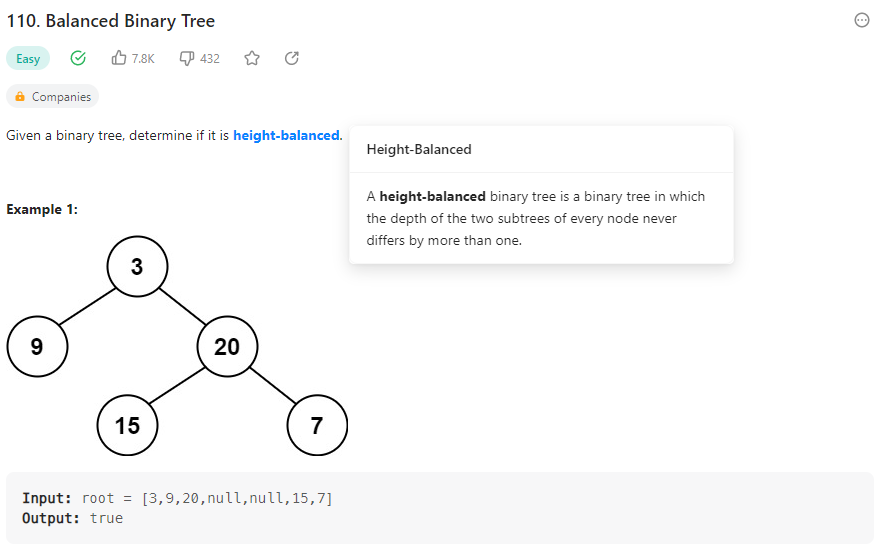 110. Balanced Binary Tree
Easy
7.8K
432
Companies
Given a binary tree, determine if it is height-balanced.
Height-Balanced
A height-balanced binary tree is a binary tree in which
the depth of the two subtrees of every node never
differs by more than one.
Example 1:
3
9
20
15
7
Input: root = [3,9,20,null,null,15,7]
Output: true